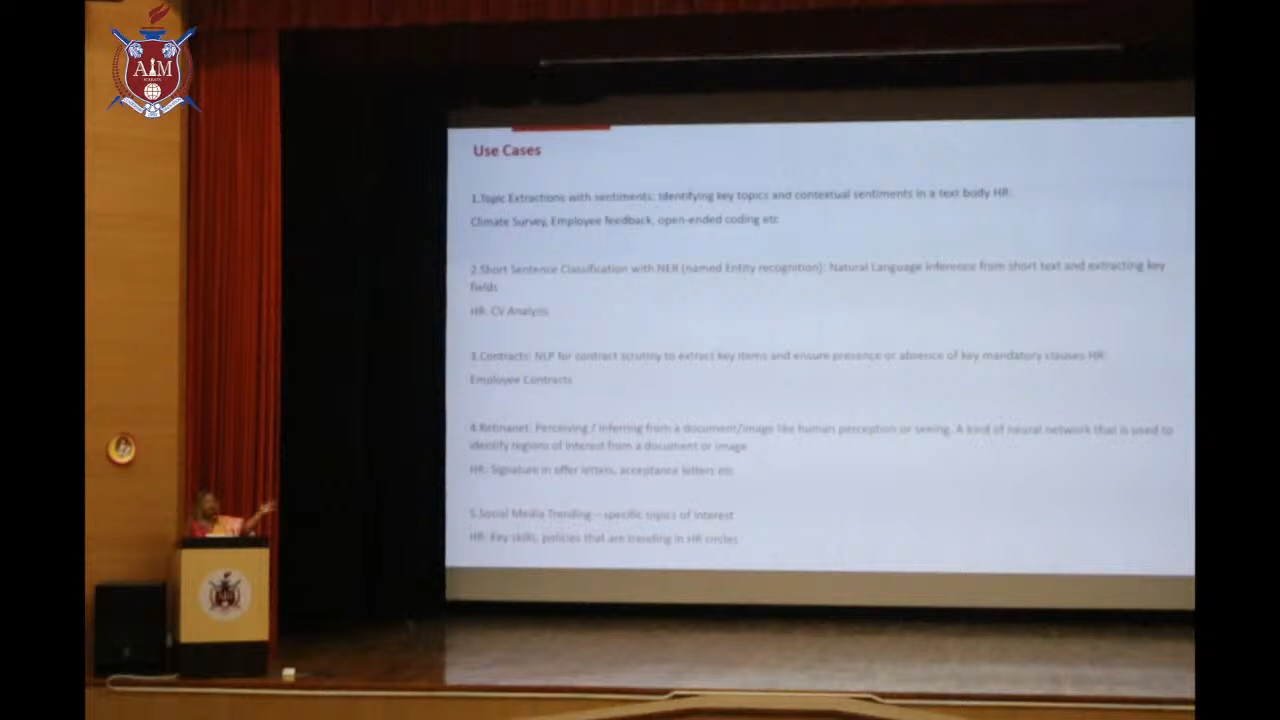 AIM
Use Cases
1.Topic Extractions with sentiments: Identifying key topics and contextual sentiments in a text body HR:
Climate Survey, Employee feedback, open-ended coding etc
2.Short Sentence Classification with NER (named Entity recognition): Natural Language Inference from short text and extracting key
fields
HR: CV Analysis
3.Contracts: NLP for contract scrutiny to extract key items and ensure presence or absence of key mandatory clauses HR:
Employee Contracts
4.Retinanet: Perceiving / Inferring from a document/image like human perception or seeing. A kind of neural network that is used to
identify regions of interest from a document or image
HR: Signature in offer letters, acceptance letters etc
5.Social Media Trending – specific topics of interest
HR: Key skills, policies that are trending in HR circles
AIM